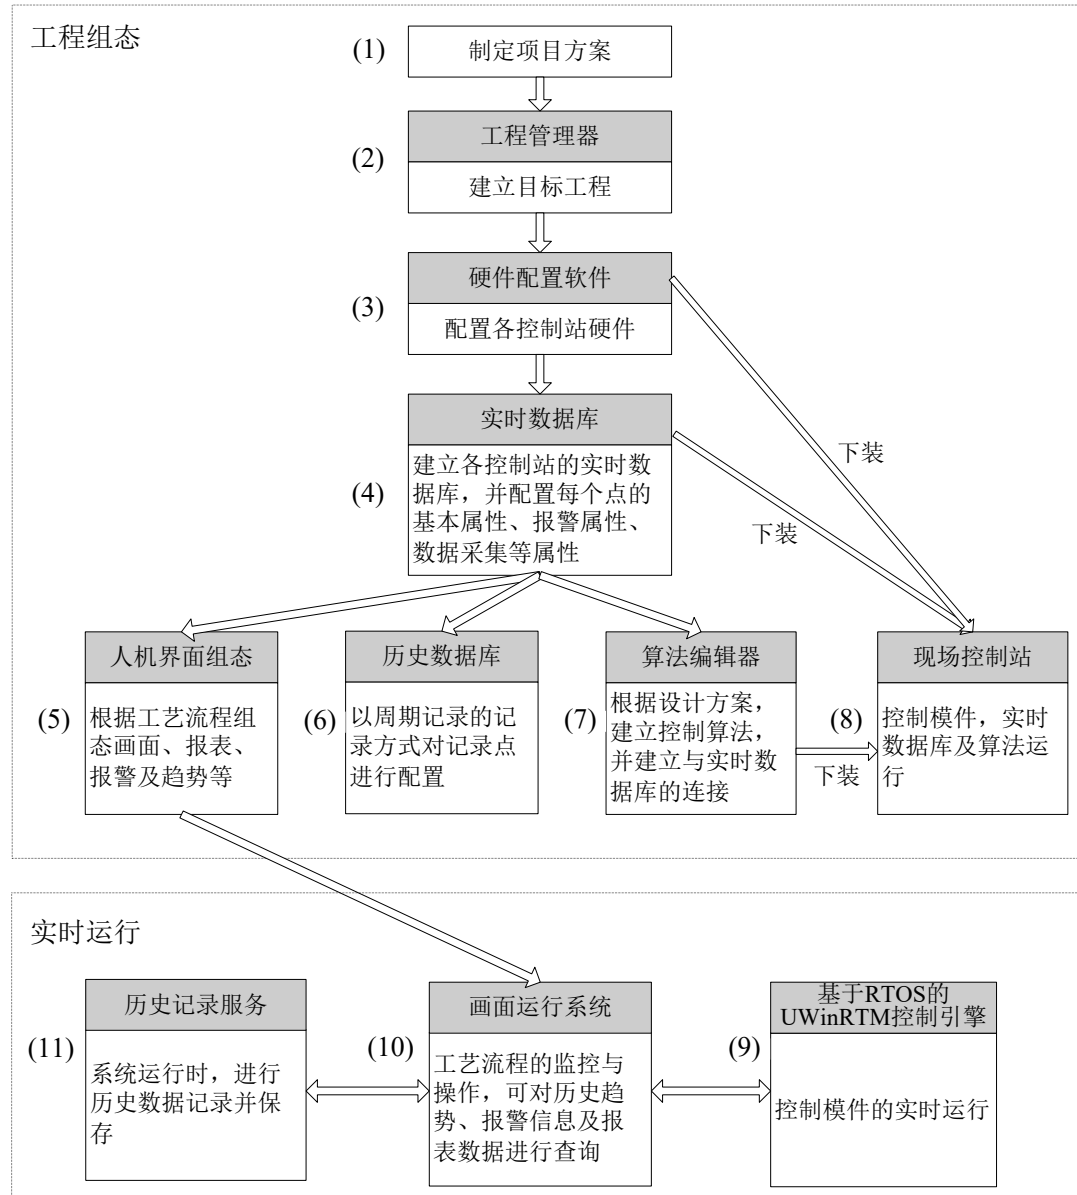 工程组态
(1)
制定项目方案
(2)
工程管理器
建立目标工程
(3)
硬件配置软件
配置各控制站硬件
(4)
实时数据库
建立各控制站的实时数
据库，并配置每个点的
基本属性、报警属性、
数据采集等属性
下装
下装
(5)
人机界面组态
根据工艺流程组
态画面、报表、
报警及趋势等
(6)
历史数据库
以周期记录的记
录方式对记录点
进行配置
(7)
算法编辑器
根据设计方案，
建立控制算法，
并建立与实时数
据库的连接
下装
(8)
现场控制站
控制模件，实时
数据库及算法运
行
实时运行
(11)
历史记录服务
系统运行时，进行
历史数据记录并保
存
(10)
画面运行系统
工艺流程的监控与
操作，可对历史趋
势、报警信息及报
表数据进行查询
(9)
基于RTOS的
UWinRTM控制引擎
控制模件的实时运行